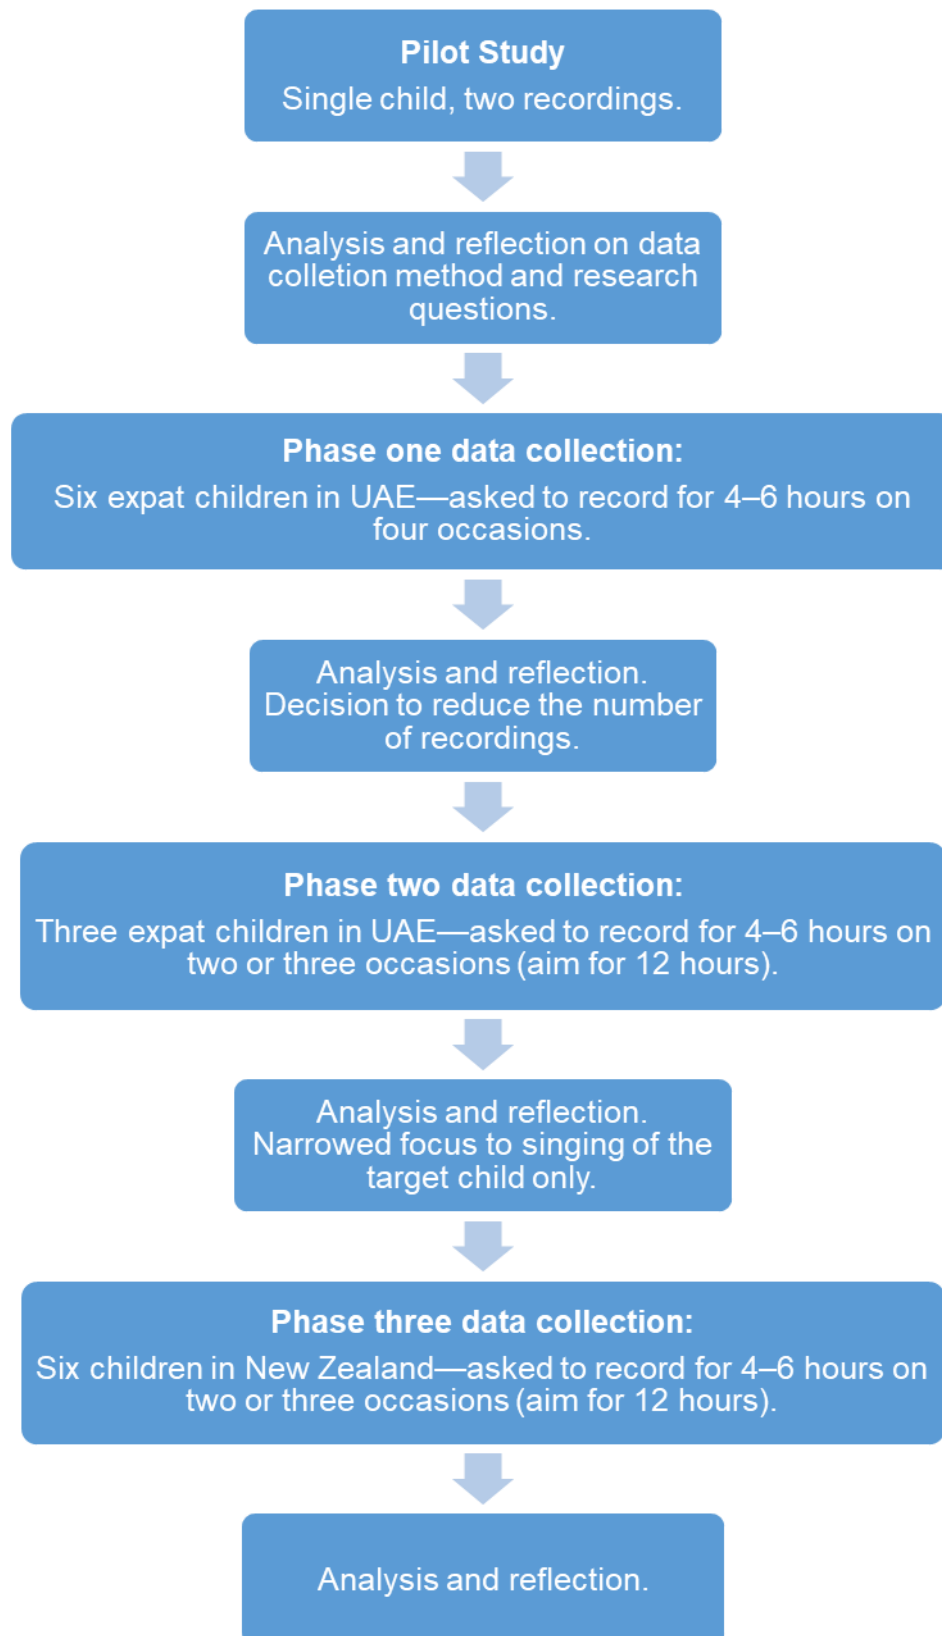 Pilot Study
Single child, two recordings.
Analysis and reflection on data
colletion method and research
questions.
Phase one data collection:
Six expat children in UAE—asked to record for 4–6 hours on
four occasions.
Analysis and reflection.
Decision to reduce the number
of recordings.
Phase two data collection:
Three expat children in UAE—asked to record for 4–6 hours on
two or three occasions (aim for 12 hours).
Analysis and reflection.
Narrowed focus to singing of the
target child only.
Phase three data collection:
Six children in New Zealand—asked to record for 4–6 hours on
two or three occasions (aim for 12 hours).
Analysis and reflection.